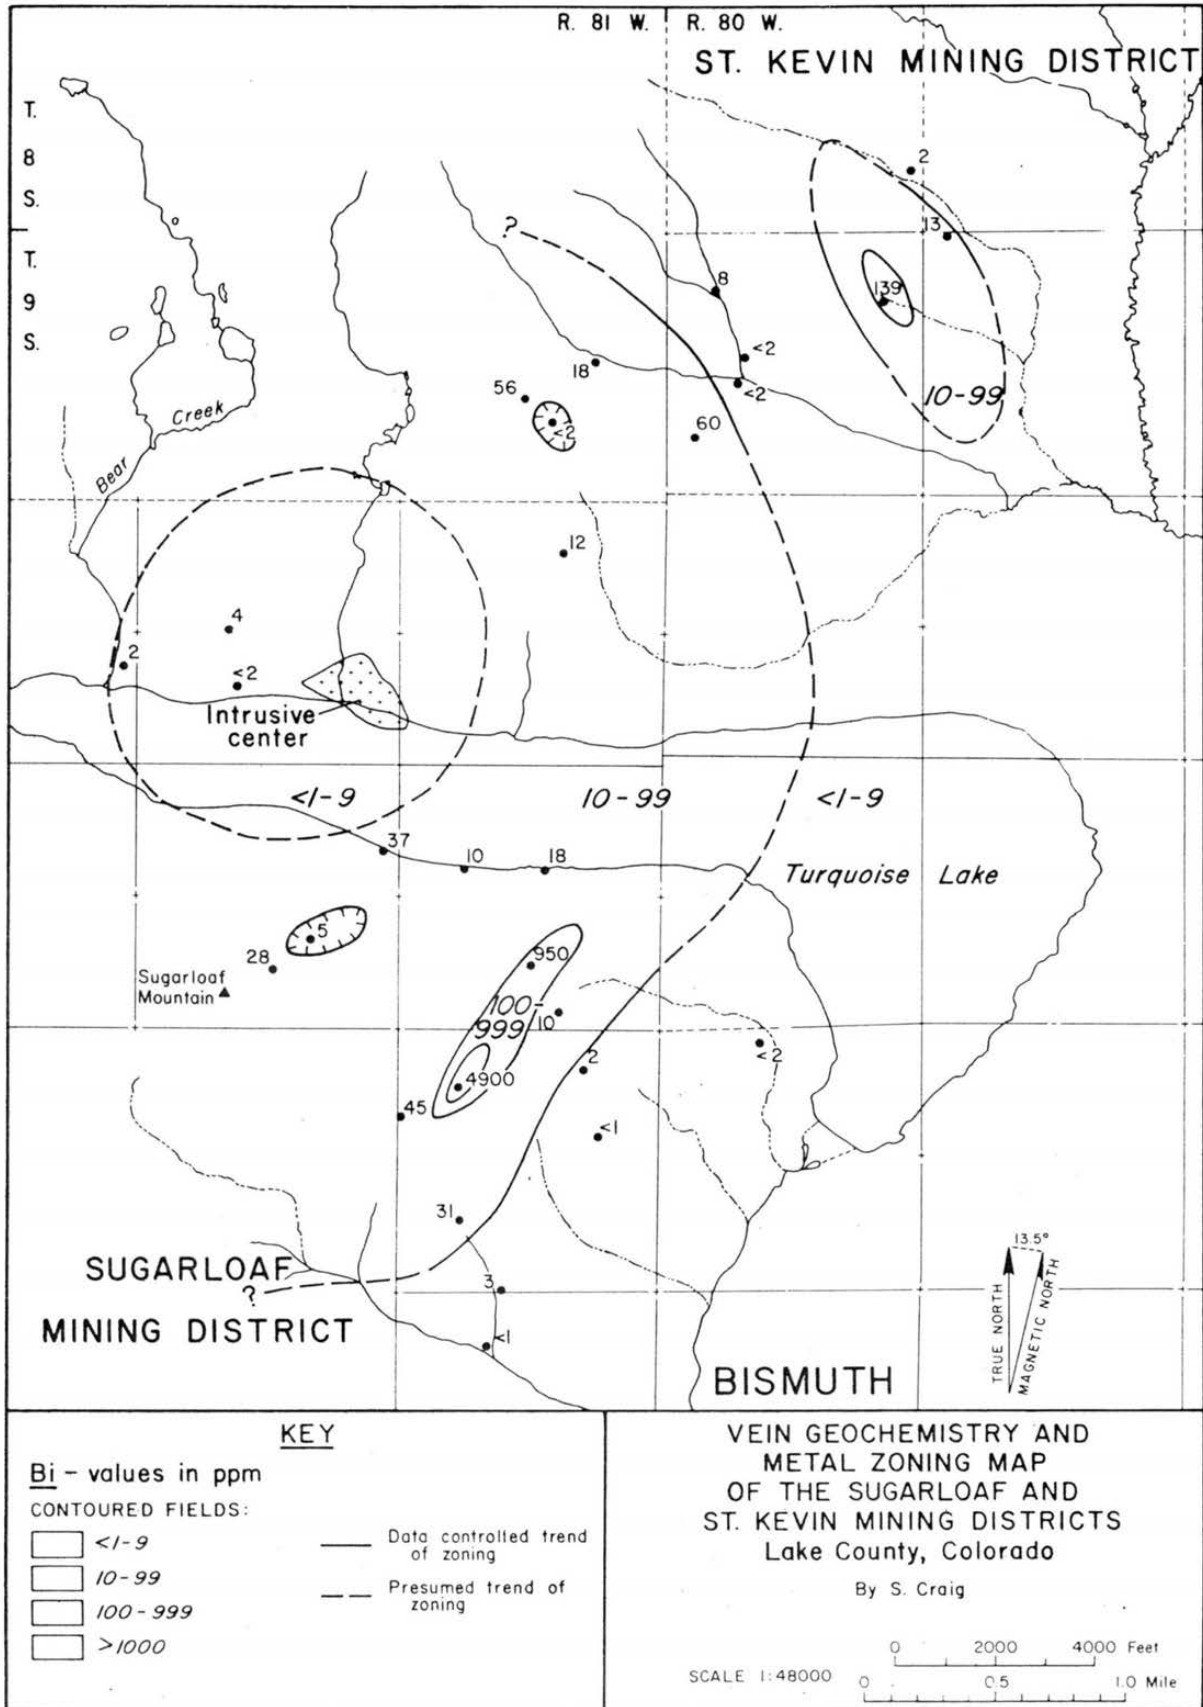 R. 81 W. R. 80 W.
ST. KEVIN MINING DISTRICT
T.
8
S.
T.
9
S.
2
13
?
8
139
<2
18
<2
56
10-99
<2
60
Creek
Bear
12
4
2
<2
Intrusive
center
<1-9
10-99
<1-9
37
10
18
Turquoise Lake
5
950
28
Sugarloaf
Mountain
100-
999
10
<2
2
4900
45
<1
31
SUGARLOAF
?
MINING DISTRICT
3
<1
13.5°
TRUE NORTH
MAGNETIC NORTH
BISMUTH
KEY
Bi - values in ppm
CONTOURED FIELDS:
<1-9
10-99
100-999
>1000
Data controlled trend
of zoning
Presumed trend of
zoning
VEIN GEOCHEMISTRY AND
METAL ZONING MAP
OF THE SUGARLOAF AND
ST. KEVIN MINING DISTRICTS
Lake County, Colorado
By S. Craig
0 2000 4000 Feet
SCALE 1:48000
0 0.5 1.0 Mile